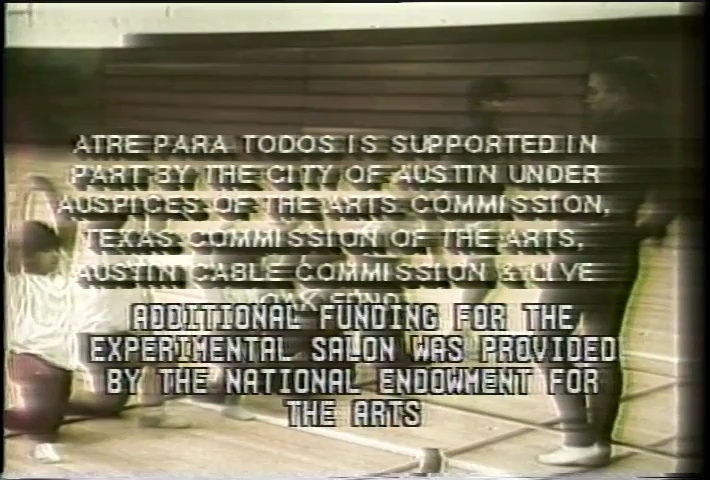 ATRE PARA TODOS IS SUPPORTED IN
PART BY THE CITY OF AUSTIN UNDER
AUSPICES OF THE ARTS COMMISSION,
TEXAS COMMISSION OF THE ARTS,
AUSTIN CABLE COMMISSION & LIVE
OAK FUND
ADDITIONAL FUNDING FOR THE
EXPERIMENTAL SALON WAS PROVIDED
BY THE NATIONAL ENDOWMENT FOR
THE ARTS